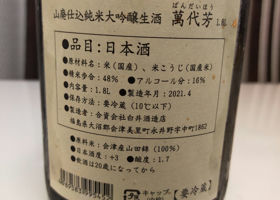 山廃仕込純米大吟醸生酒 萬代芳 1.8L
ばんだいほう
●品目:日本酒
●原材料名:米(国産)、米こうじ(国産米)
●精米歩合:48% ●アルコール分:16%
●容量:1.8L ●製造年月:2021.4
●保存方法:要冷蔵(10℃以下)
●製造者:合資会社白井酒造店
福島県大沼郡会津美里町永井野字中町1862
●原料米:会津産山田錦(100%)
●日本酒度:+3 ●酸度:1.7
●飲酒は20歳になってから
キャップ
【要冷蔵】